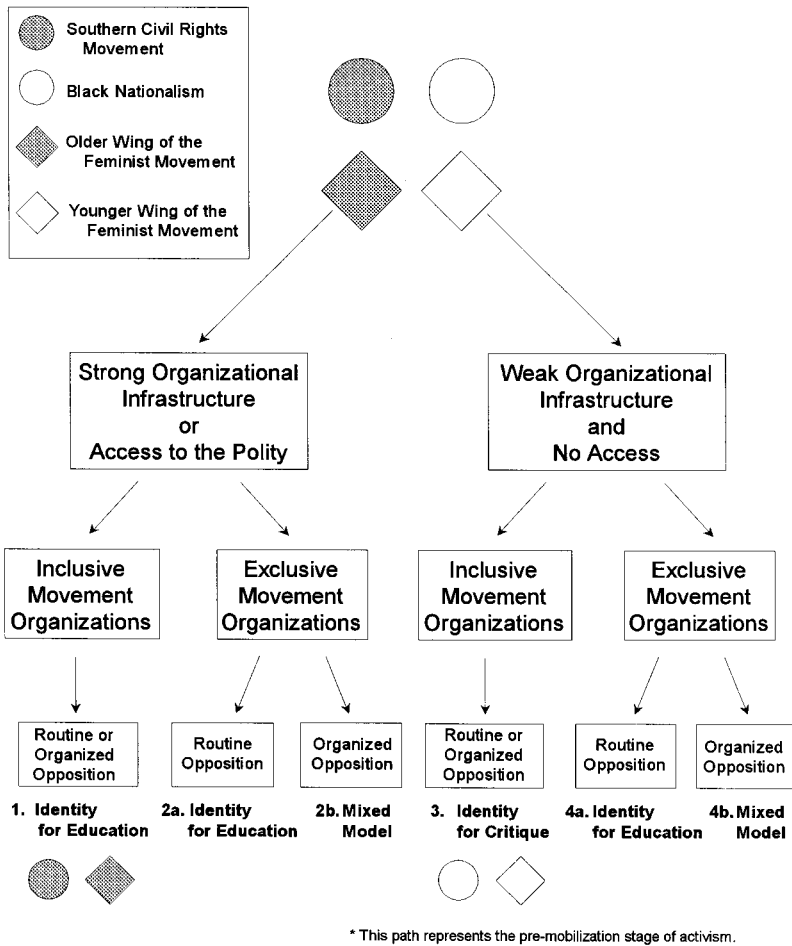 Southern Civil Rights
Movement
Black Nationalism
Older Wing of the
Feminist Movement
Younger Wing of the
Feminist Movement
Strong Organizational
Infrastructure
or
Access to the Polity
Weak Organizational
Infrastructure
and
No Access
Inclusive
Movement
Organizations
Exclusive
Movement
Organizations
Inclusive
Movement
Organizations
Exclusive
Movement
Organizations
Routine or
Organized
Opposition
Routine
Opposition
Organized
Opposition
Routine or
Organized
Opposition
Routine
Opposition
Organized
Opposition
1. Identity
for Education
2a. Identity
for Education
2b. Mixed
Model
3. Identity
for Critique
4a. Identity
for Education
4b. Mixed
Model
* This path represents the pre-mobilization stage of activism.